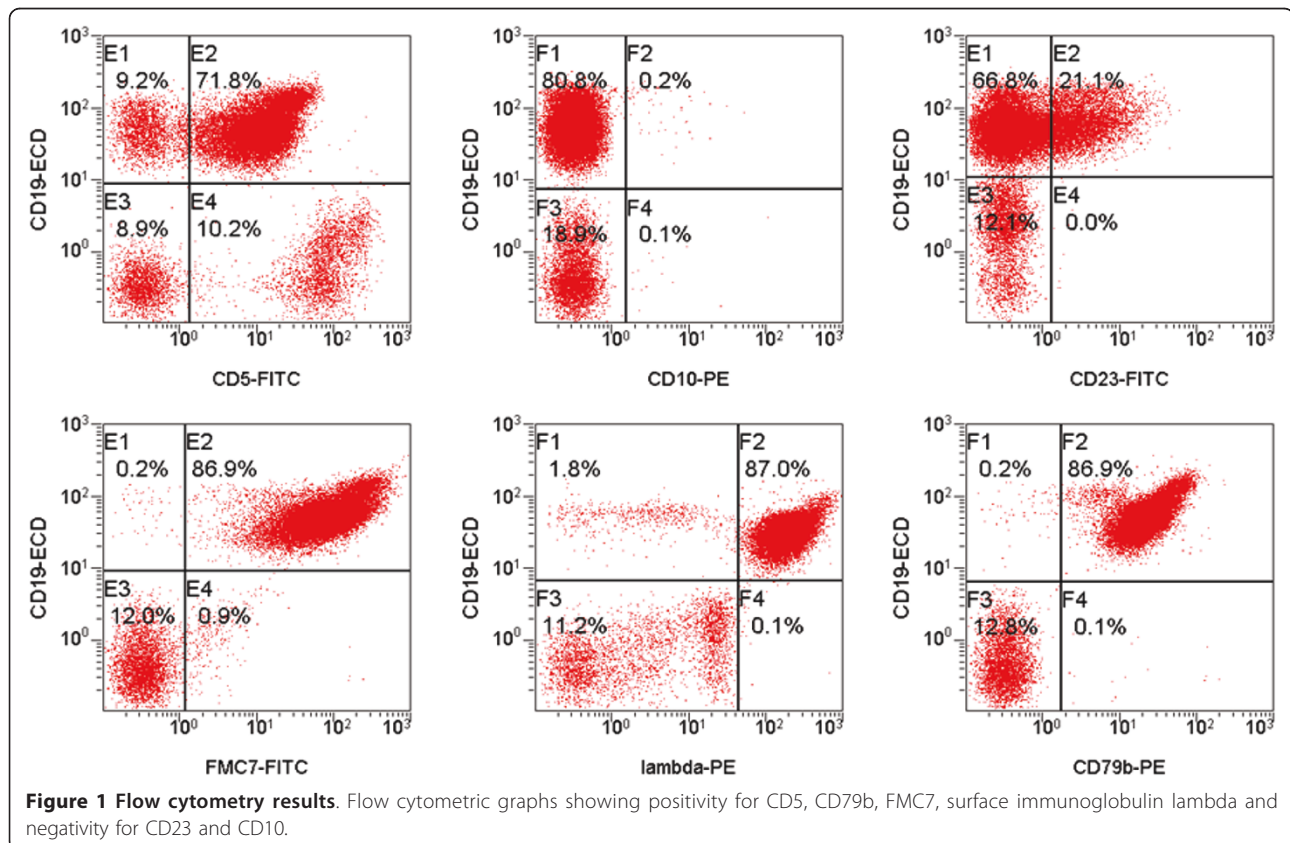 10³
E1 E2
9.2% 71.8%
10²
CD19-ECD
10¹
E3 E4
8.9% 10.2%
10⁰
10⁰ 10¹ 10² 10³
CD5-FITC
10³
F1 F2
80.8% 0.2%
10²
CD19-ECD
10¹
F3 F4
18.9% 0.1%
10⁰
10⁰ 10¹ 10² 10³
CD10-PE
10³
E1 E2
66.8% 21.1%
10²
CD19-ECD
10¹
E3 E4
12.1% 0.0%
10⁰
10⁰ 10¹ 10² 10³
CD23-FITC
10³
E1 E2
0.2% 86.9%
10²
CD19-ECD
10¹
E3 E4
12.0% 0.9%
10⁰
10⁰ 10¹ 10² 10³
FMC7-FITC
10³
F1 F2
1.8% 87.0%
10²
CD19-ECD
10¹
F3 F4
11.2% 0.1%
10⁰
10⁰ 10¹ 10² 10³
lambda-PE
10³
F1 F2
0.2% 86.9%
10²
CD19-ECD
10¹
F3 F4
12.8% 0.1%
10⁰
10⁰ 10¹ 10² 10³
CD79b-PE
Figure 1 Flow cytometry results. Flow cytometric graphs showing positivity for CD5, CD79b, FMC7, surface immunoglobulin lambda and
negativity for CD23 and CD10.